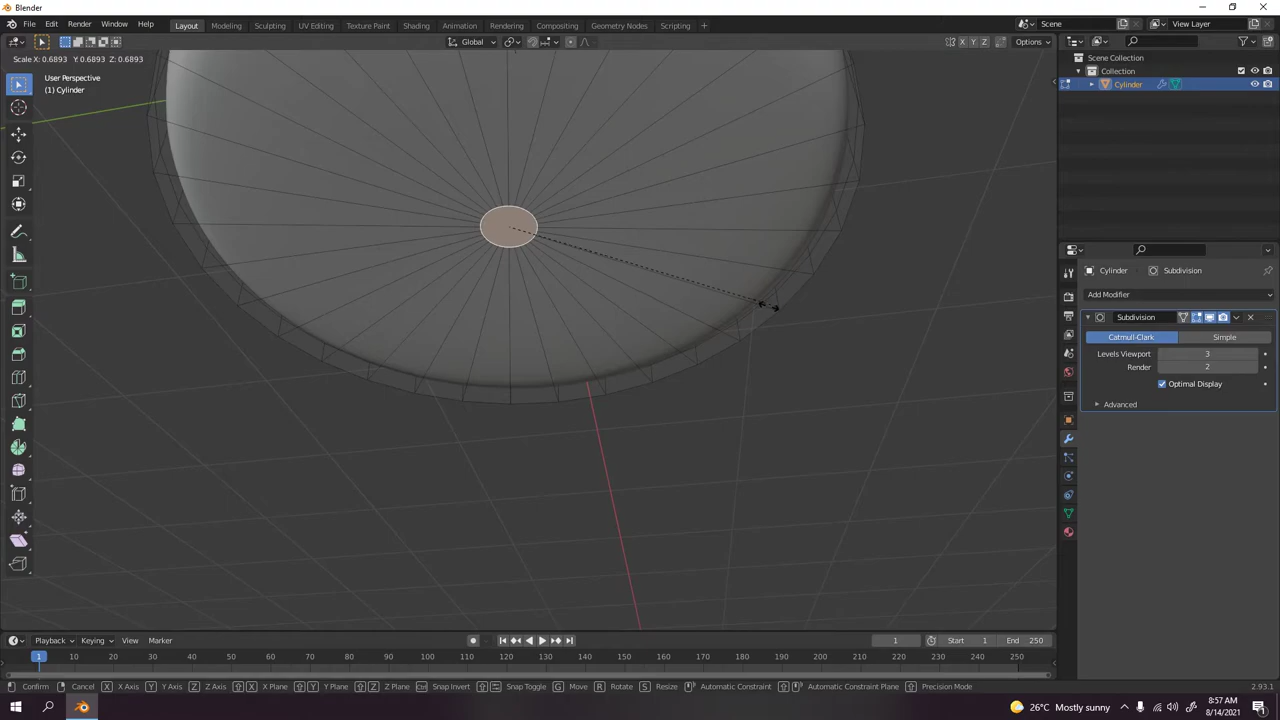 Blender
File Edit Render Window Help Layout Modeling Sculpting UV Editing Texture Paint Shading Animation Rendering Compositing Geometry Nodes Scripting + Scene View Layer
Global X Y Z Options
Scale X: 0.6893 Y: 0.6893 Z: 0.6893
Scene Collection
User Perspective
Collection
(1) Cylinder
Cylinder
Cylinder Subdivision
Add Modifier
Subdivision
Catmull-Clark Simple
Levels Viewport 3
Render 2
Optimal Display
Advanced
Playback Keying View Marker 1 Start 1 End 250
1 10 20 30 40 50 60 70 80 90 100 110 120 130 140 150 160 170 180 190 200 210 220 230 240 250
Confirm Cancel X X Axis Y Y Axis Z Z Axis X X Plane Y Y Plane Z Z Plane Ctrl Snap Invert Snap Toggle G Move R Rotate S Resize Automatic Constraint Automatic Constraint Plane Precision Mode 2.93.1
26°C Mostly sunny 8:57 AM
8/14/2021